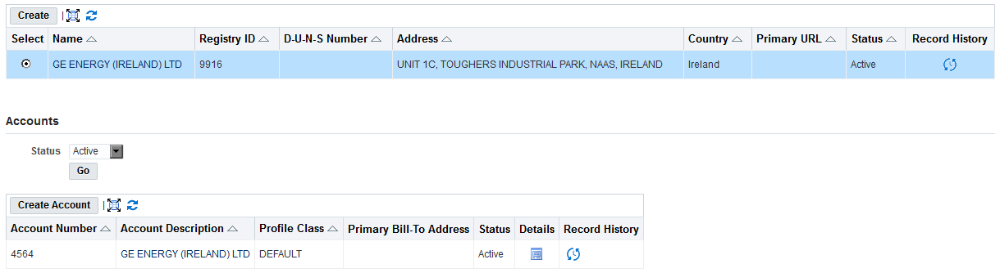 Create
Select Name Registry ID D-U-N-S Number Address Country Primary URL Status Record History
GE ENERGY (IRELAND) LTD 9916 UNIT 1C, TOUGHERS INDUSTRIAL PARK, NAAS, IRELAND Ireland Active
Accounts
Status Active
Go
Create Account
Account Number Account Description Profile Class Primary Bill-To Address Status Details Record History
4564 GE ENERGY (IRELAND) LTD DEFAULT Active